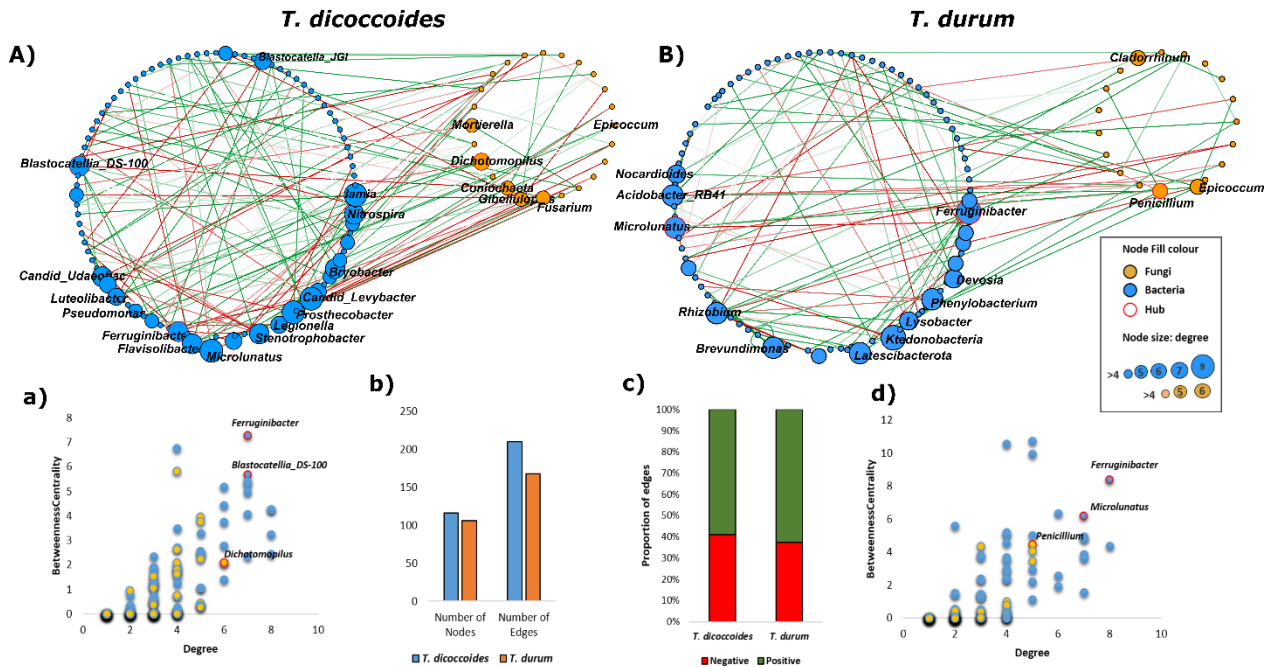 T. dicoccoides
T. durum
A)
B)
Blastocatella_JGI
Mortierella
Epicoccum
Dichotomopilus
Blastocatellia_DS-100
Coniochaeta
Gibellulopsis
Fusarium
Iamia
Nitrospira
Bryobacter
Candid_Udaeobac
Candid_Levybacter
Luteolibactor
Prosthecobacter
Pseudomonar
Legionella
Ferruginibacte
Stenotrophobacter
Flavisolibacter
Microlunatus
Cladorrhinum
Nocardioides
Acidobacter_RB41
Epicoccum
Penicillium
Ferruginibacter
Microlunatus
Devosia
Phenylobacterium
Rhizobium
Lysobacter
Ktedonobacteria
Brevundimonas
Latescibacterota
Node Fill colour
Fungi
Bacteria
Hub
Node size: degree
>4 5 6 7 9
>4 5 6
a)
BetweennessCentrality
8
7
6
5
4
3
2
1
0
Ferruginibacter
Blastocatellia_DS-100
Dichotomopilus
0 2 4 6 8 10
Degree
b)
250
200
150
100
50
0
Number of Nodes
Number of Edges
T. dicoccoides T. durum
c)
Proportion of edges
100%
90%
80%
70%
60%
50%
40%
30%
20%
10%
0%
T. dicoccoides T. durum
Negative Positive
d)
BetweennessCentrality
12
10
8
6
4
2
0
Ferruginibacter
Microlunatus
Penicillium
0 2 4 6 8 10
Degree